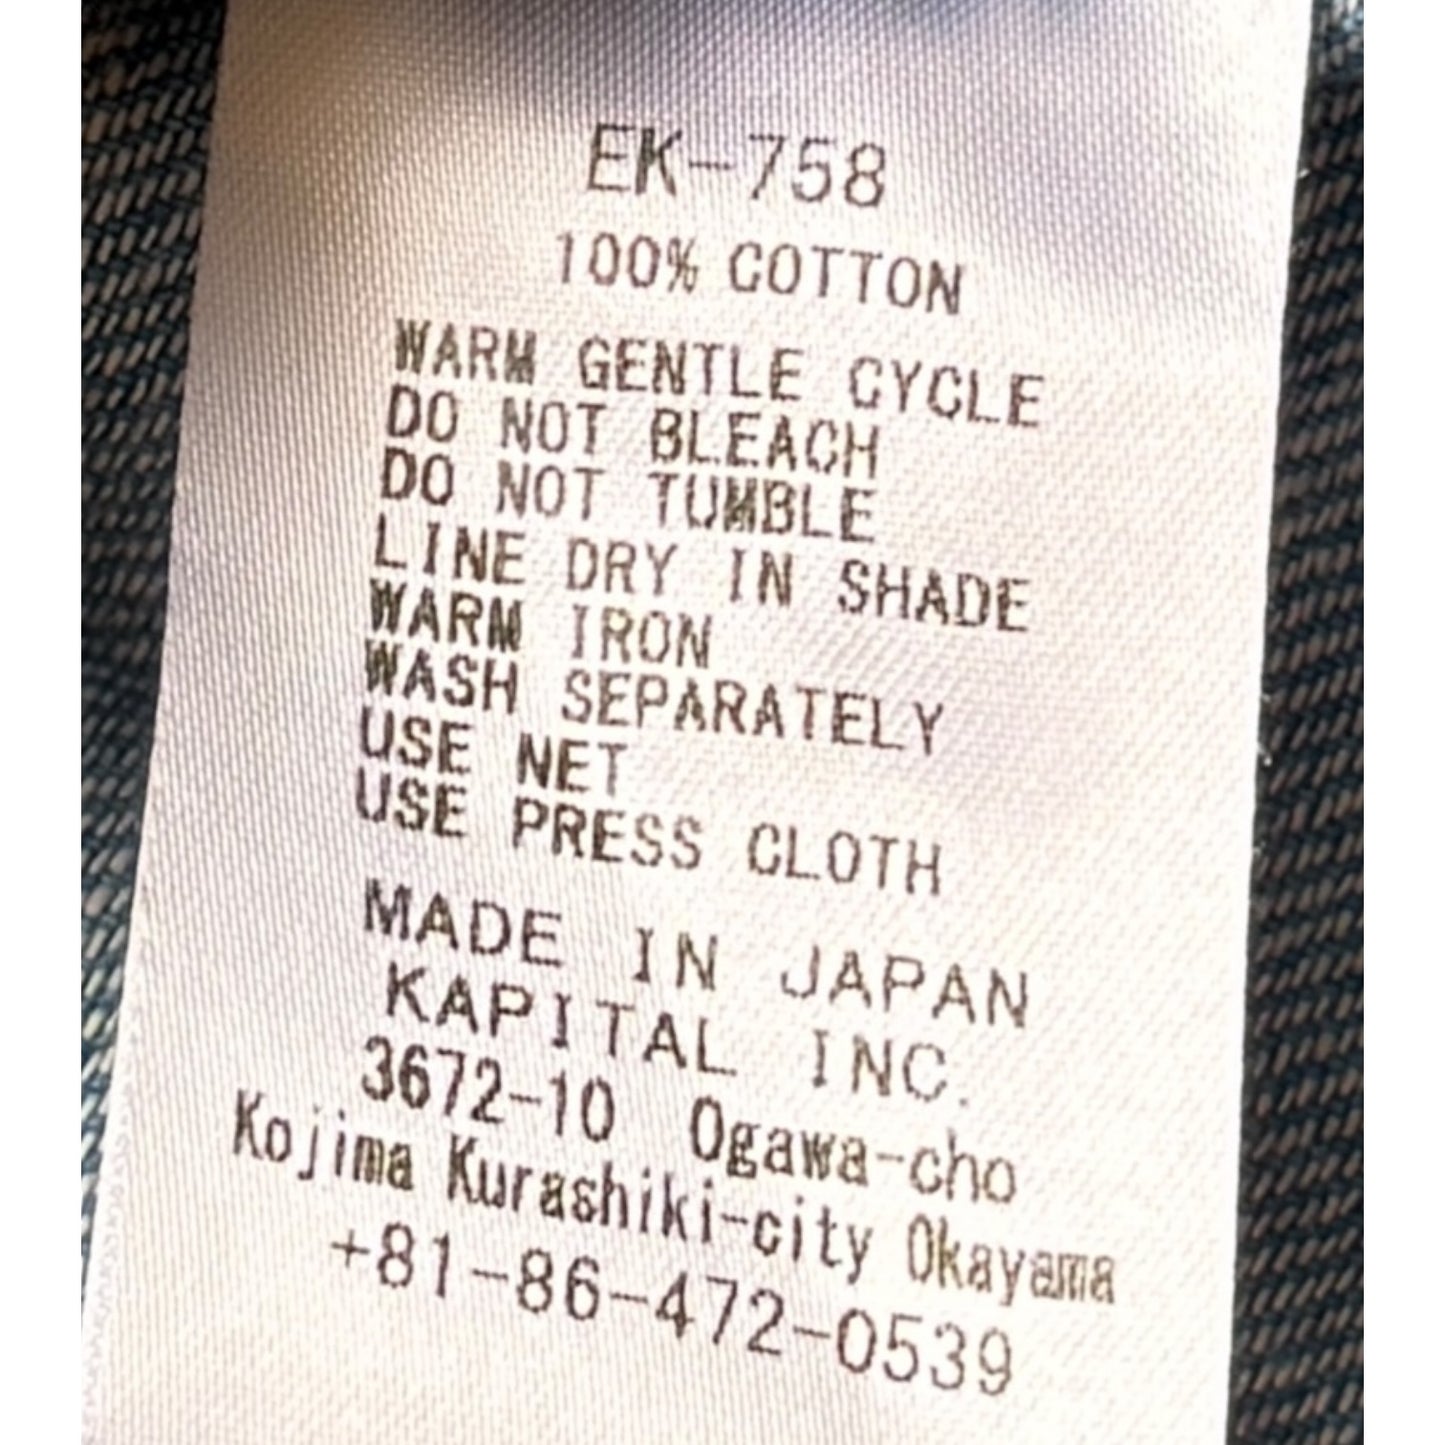 EK-758
100% COTTON
WARM GENTLE CYCLE
DO NOT BLEACH
DO NOT TUMBLE
LINE DRY IN SHADE
WARM IRON
WASH SEPARATELY
USE NET
USE PRESS CLOTH
MADE IN JAPAN
KAPITAL INC.
3672-10 Ogawa-cho
Kojima Kurashiki-city Okayama
+81-86-472-0539